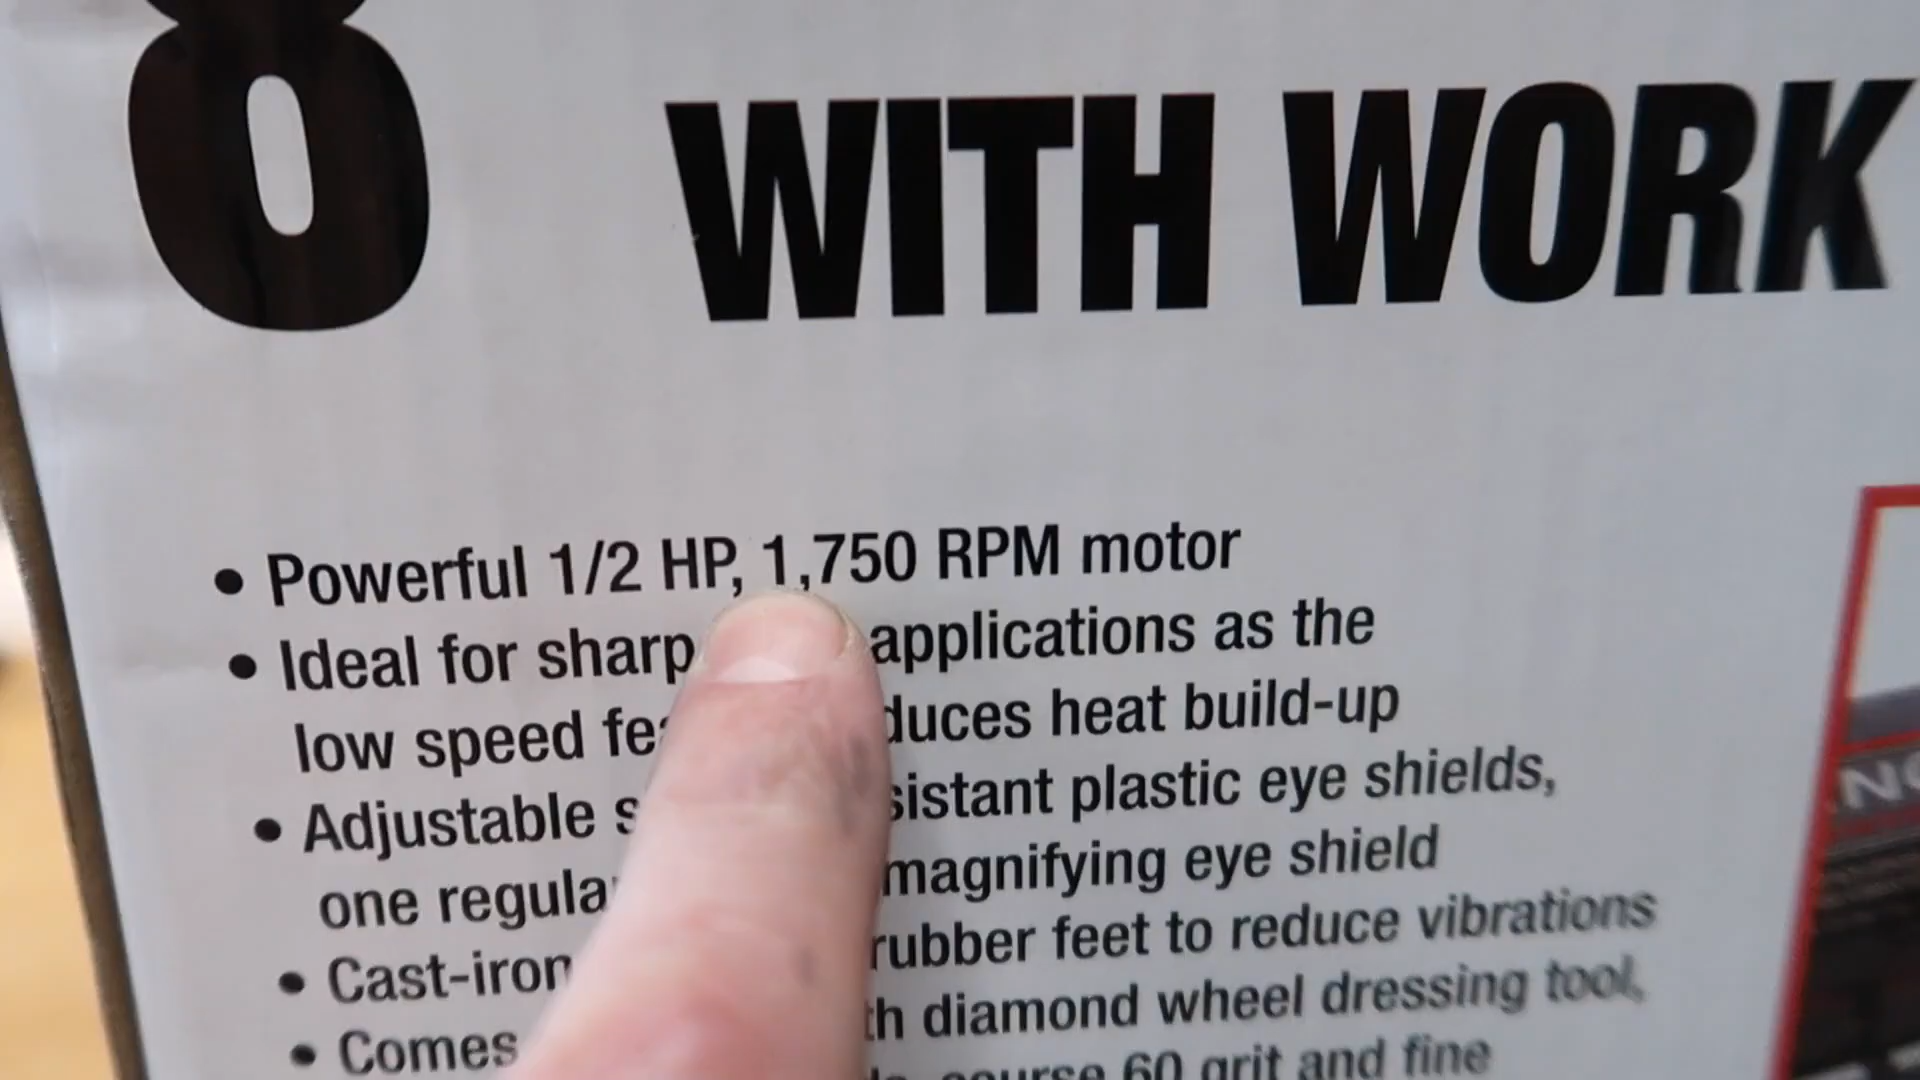 8 WITH WORK
• Powerful 1/2 HP, 1,750 RPM motor
• Ideal for sharp applications as the
low speed duces heat build-up
• Adjustable sistant plastic eye shields,
one regula magnifying eye shield
• Cast-iron rubber feet to reduce vibrations
• Comes diamond wheel dressing tool,
course 60 grit and fine